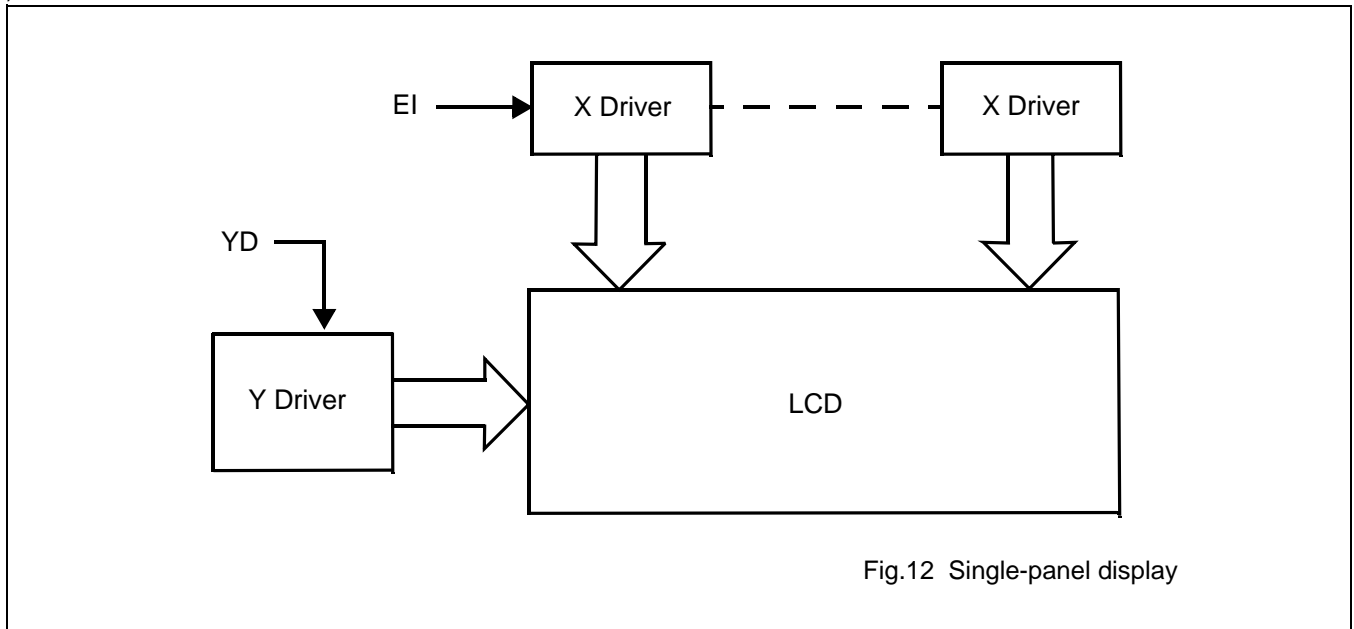 EI
X Driver
X Driver
YD
Y Driver
LCD
Fig.12 Single-panel display